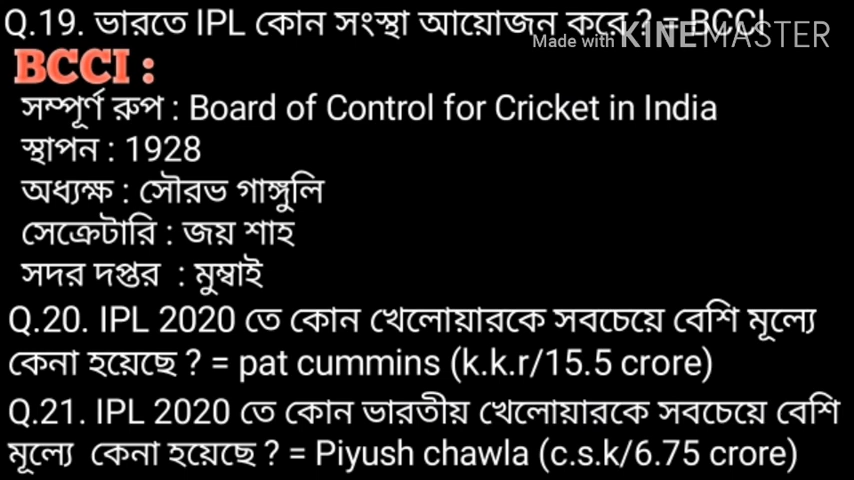 Q.19. ভারতে IPL কোন সংস্থা আয়োজন করে ? = BCCI
Made with KINEMASTER
BCCI :
সম্পূর্ণ রুপ : Board of Control for Cricket in India
স্থাপন : 1928
অধ্যক্ষ : সৌরভ গাঙ্গুলি
সেক্রেটারি : জয় শাহ
সদর দপ্তর : মুম্বাই
Q.20. IPL 2020 তে কোন খেলোয়ারকে সবচেয়ে বেশি মূল্যে
কেনা হয়েছে ? = pat cummins (k.k.r/15.5 crore)
Q.21. IPL 2020 তে কোন ভারতীয় খেলোয়ারকে সবচেয়ে বেশি
মূল্যে কেনা হয়েছে ? = Piyush chawla (c.s.k/6.75 crore)